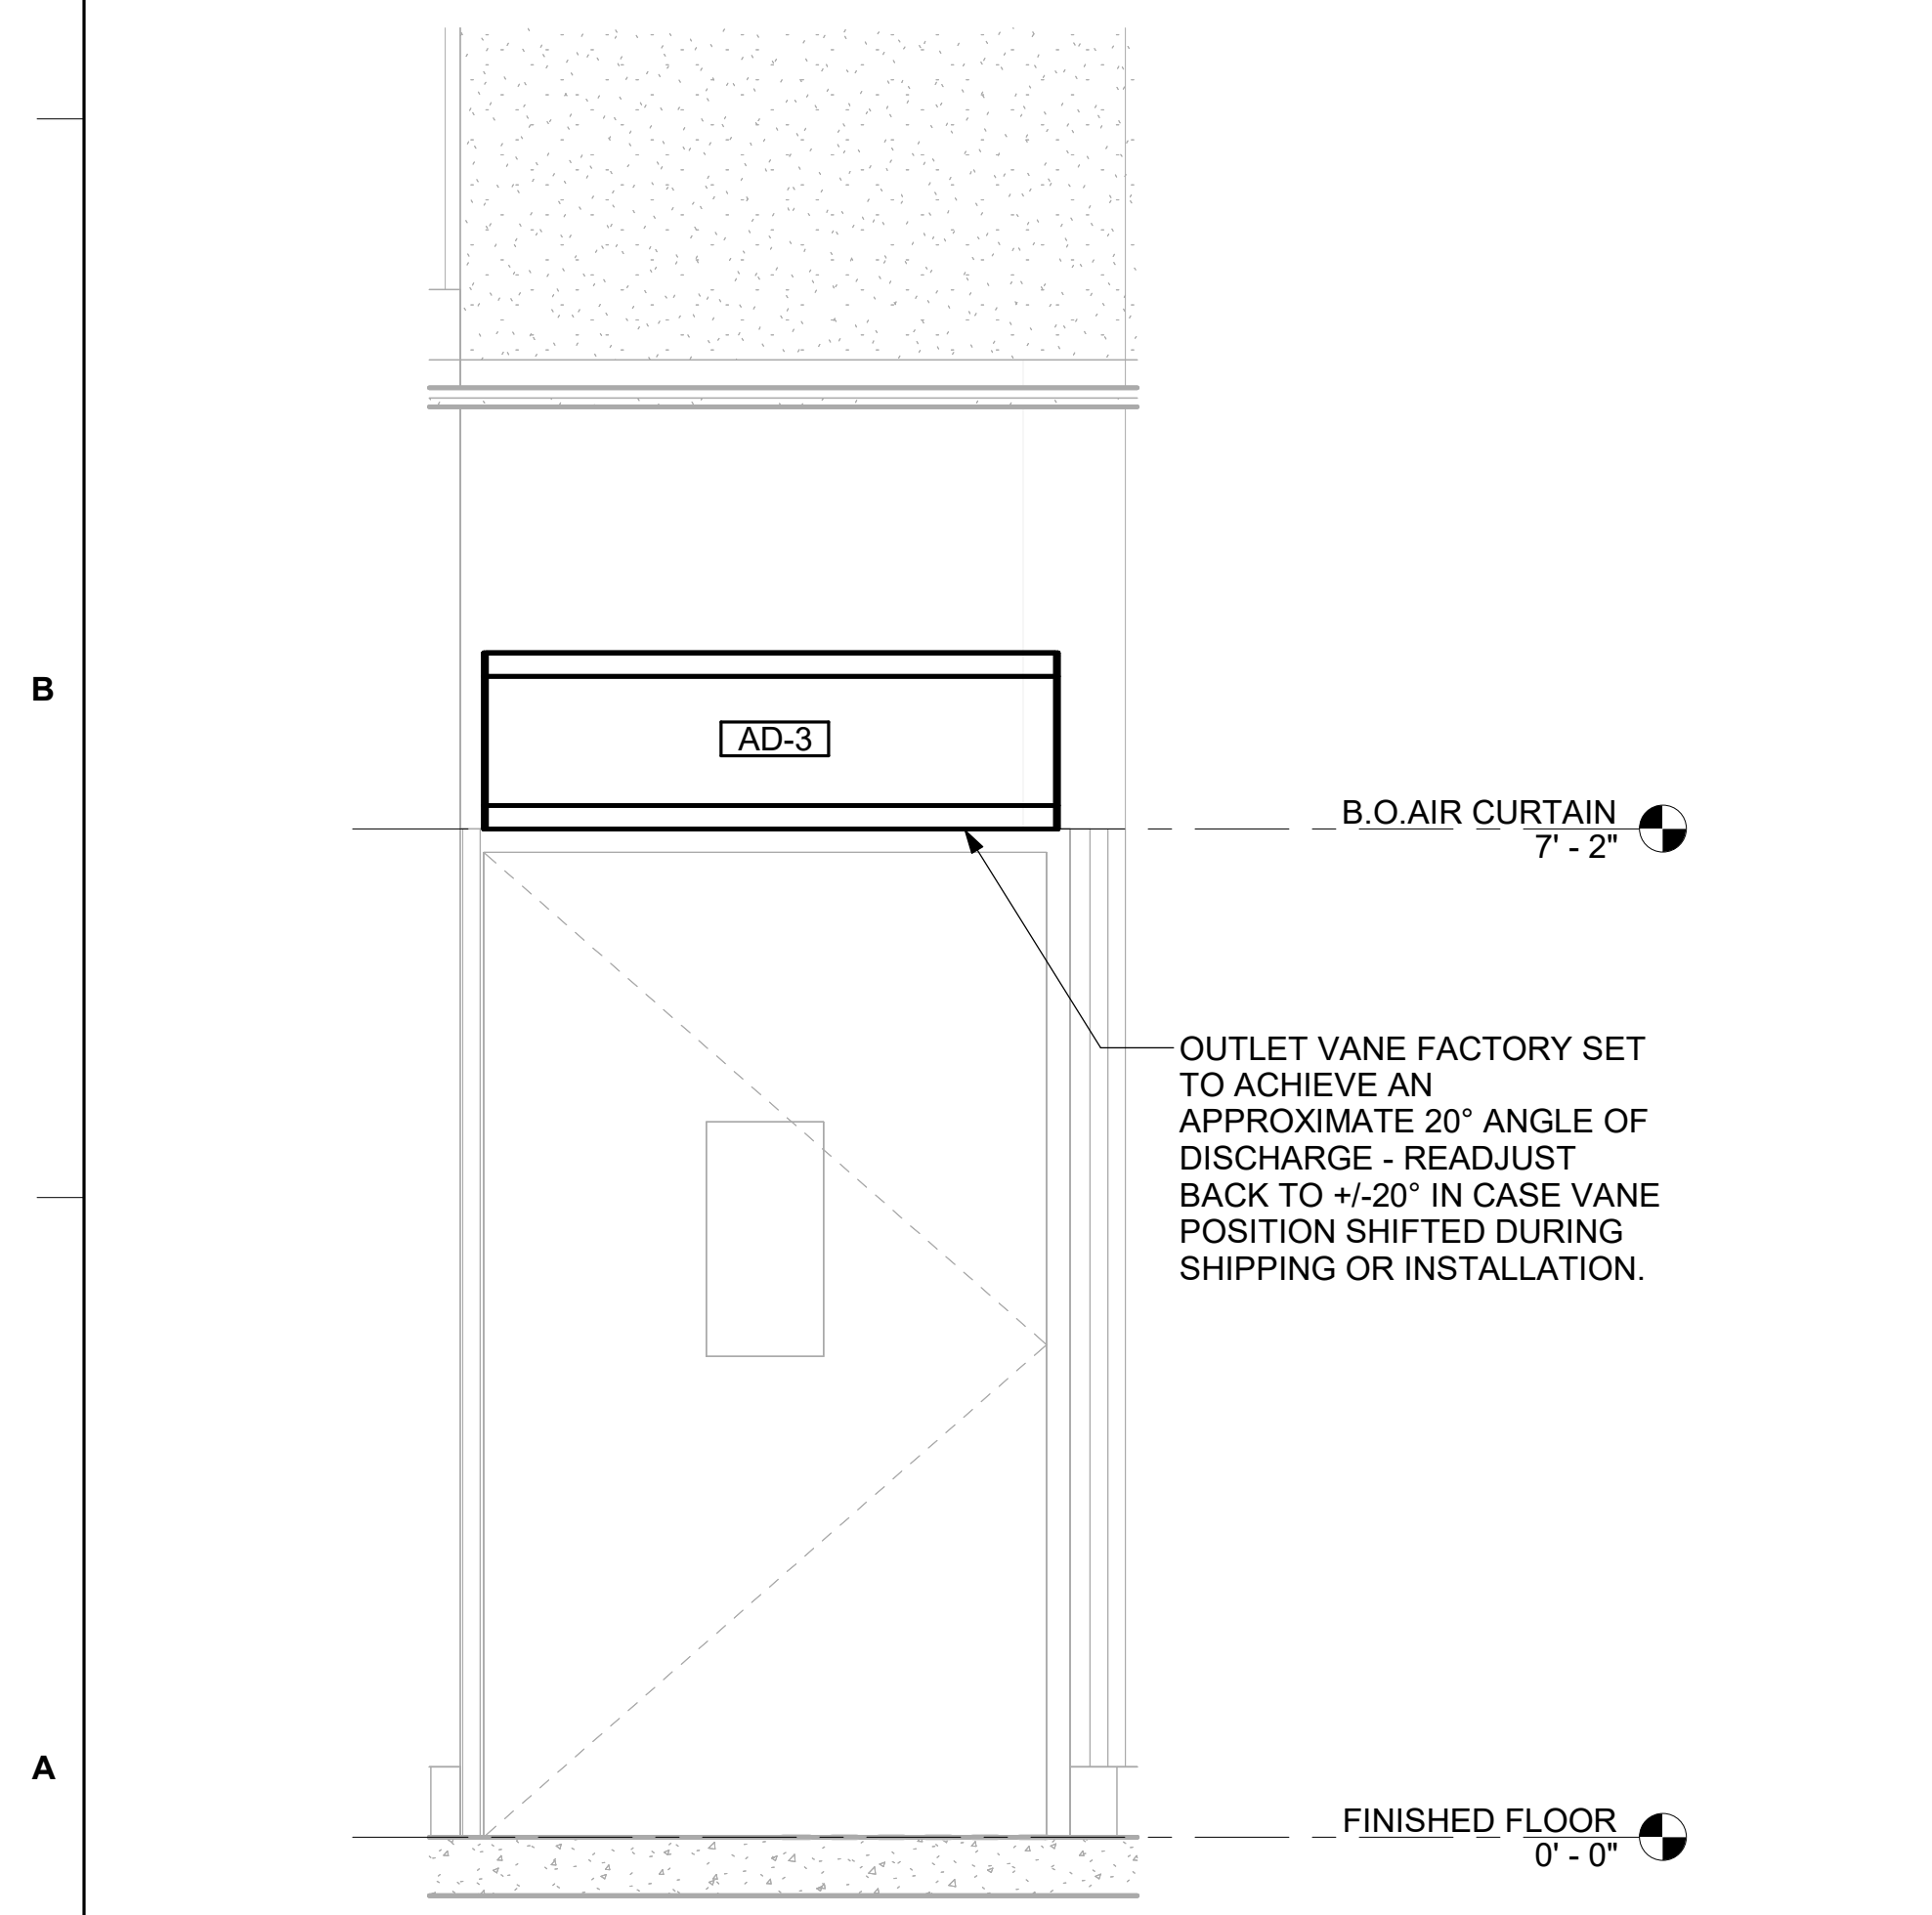 B
AD-3
B.O.AIR CURTAIN
7' - 2"
OUTLET VANE FACTORY SET
TO ACHIEVE AN
APPROXIMATE 20° ANGLE OF
DISCHARGE - READJUST
BACK TO +/-20° IN CASE VANE
POSITION SHIFTED DURING
SHIPPING OR INSTALLATION.
A
FINISHED FLOOR
0' - 0"